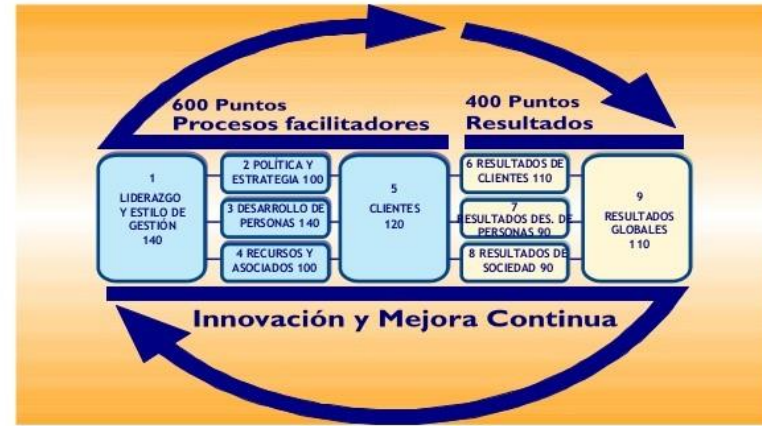 600 Puntos
Procesos facilitadores
400 Puntos
Resultados
1
LIDERAZGO
Y ESTILO DE
GESTIÓN
140
2 POLÍTICA Y
ESTRATEGIA 100
3 DESARROLLO DE
PERSONAS 140
4 RECURSOS Y
ASOCIADOS 100
5
CLIENTES
120
6 RESULTADOS DE
CLIENTES 110
7
RESULTADOS DES. DE
PERSONAS 90
8 RESULTADOS DE
SOCIEDAD 90
9
RESULTADOS
GLOBALES
110
Innovación y Mejora Continua